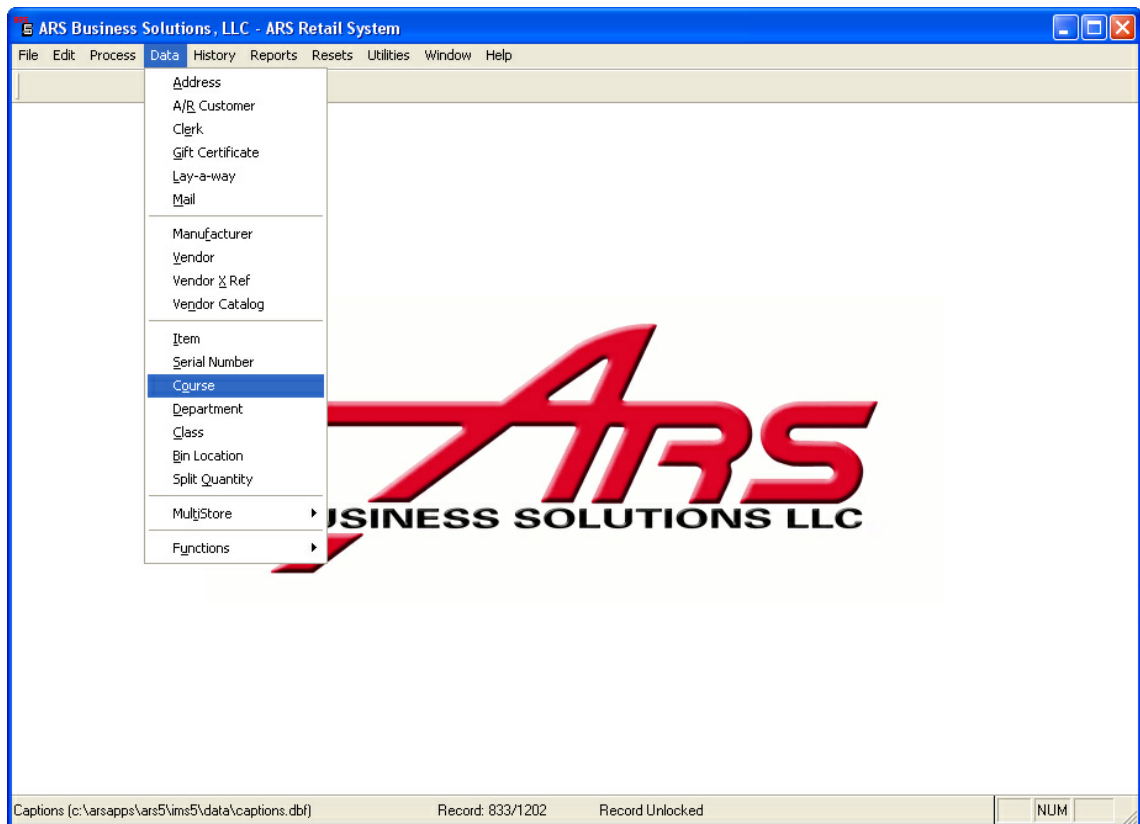 ARS Business Solutions, LLC - ARS Retail System
File Edit Process Data History Reports Resets Utilities Window Help
Address
A/R Customer
Clerk
Gift Certificate
Lay-a-way
Mail
Manufacturer
Vendor
Vendor X Ref
Vendor Catalog
Item
Serial Number
Course
Department
Class
Bin Location
Split Quantity
MultiStore
Functions
ARS
USINESS SOLUTIONS LLC
Captions (c:\arsapps\ars5\ims5\data\captions.dbf) Record: 833/1202 Record Unlocked NUM